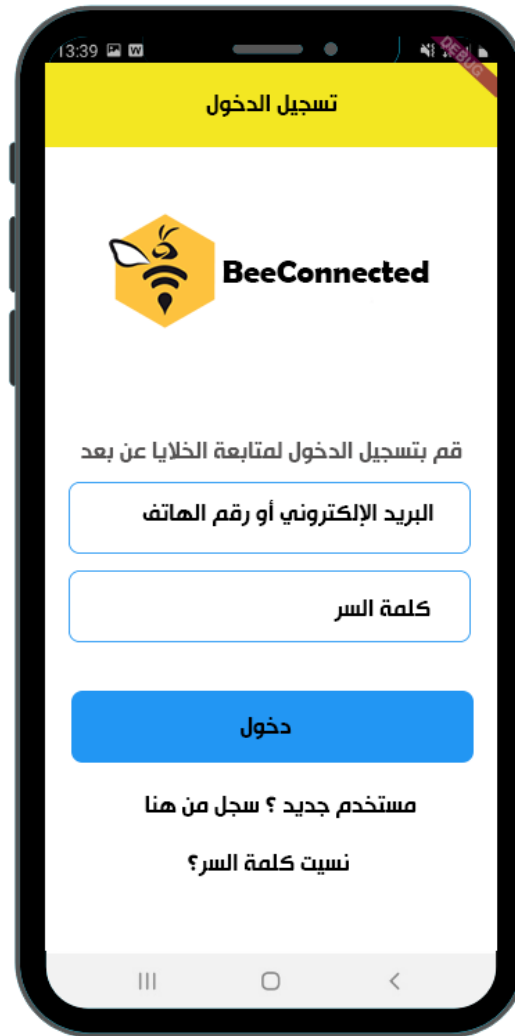 13:39
DEBUG
تسجيل الدخول
BeeConnected
قم بتسجيل الدخول لمتابعة الخلايا عن بعد
البريد الإلكتروني أو رقم الهاتف
كلمة السر
دخول
مستخدم جديد ؟ سجل من هنا
نسيت كلمة السر؟